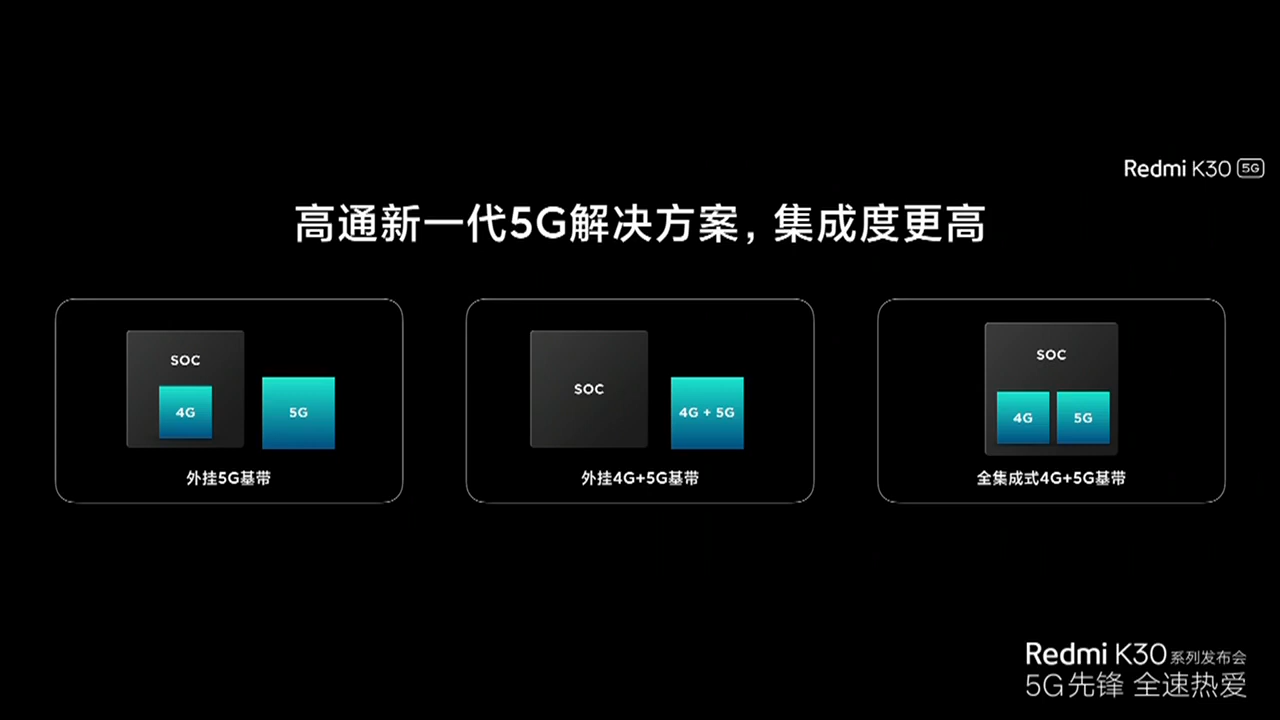 Redmi K30 5G
高通新一代5G解决方案，集成度更高
SOC
4G
5G
外挂5G基带
SOC
4G + 5G
外挂4G+5G基带
SOC
4G
5G
全集成式4G+5G基带
Redmi K30系列发布会
5G先锋 全速热爱